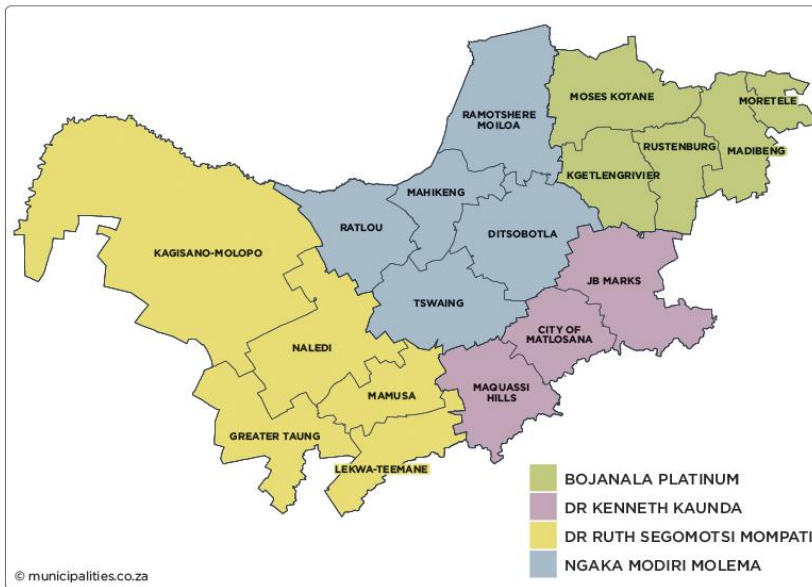 MOSES KOTANE
MORETELE
RAMOTSHERE
MOILOA
RUSTENBURG
MADIBENG
KGETLENGRIVIER
MAHIKENG
RATLOU
DITSOBOTLA
KAGISANO-MOLOPO
JB MARKS
TSWAING
CITY OF
MATLOSANA
NALEDI
MAQUASSI
HILLS
MAMUSA
GREATER TAUNG
LEKWA-TEEMANE
BOJANALA PLATINUM
DR KENNETH KAUNDA
DR RUTH SEGOMOTSI MOMPATI
NGAKA MODIRI MOLEMA
© municipalities.co.za